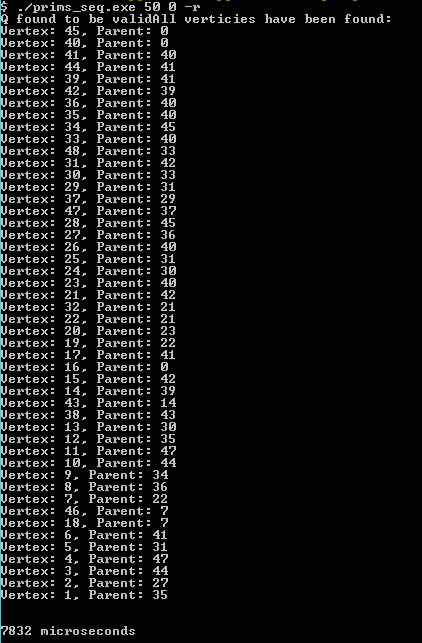 $ ./prims_seq.exe 50 0 -r
Q found to be validAll verticies have been found:
Vertex: 45, Parent: 0
Vertex: 40, Parent: 0
Vertex: 41, Parent: 40
Vertex: 44, Parent: 41
Vertex: 39, Parent: 41
Vertex: 42, Parent: 39
Vertex: 36, Parent: 40
Vertex: 35, Parent: 40
Vertex: 34, Parent: 45
Vertex: 33, Parent: 40
Vertex: 48, Parent: 33
Vertex: 31, Parent: 42
Vertex: 30, Parent: 33
Vertex: 29, Parent: 31
Vertex: 37, Parent: 29
Vertex: 47, Parent: 37
Vertex: 28, Parent: 45
Vertex: 27, Parent: 36
Vertex: 26, Parent: 40
Vertex: 25, Parent: 31
Vertex: 24, Parent: 30
Vertex: 23, Parent: 40
Vertex: 21, Parent: 42
Vertex: 32, Parent: 21
Vertex: 22, Parent: 21
Vertex: 20, Parent: 23
Vertex: 19, Parent: 22
Vertex: 17, Parent: 41
Vertex: 16, Parent: 0
Vertex: 15, Parent: 42
Vertex: 14, Parent: 39
Vertex: 43, Parent: 14
Vertex: 38, Parent: 43
Vertex: 13, Parent: 30
Vertex: 12, Parent: 35
Vertex: 11, Parent: 47
Vertex: 10, Parent: 44
Vertex: 9, Parent: 34
Vertex: 8, Parent: 36
Vertex: 7, Parent: 22
Vertex: 46, Parent: 7
Vertex: 18, Parent: 7
Vertex: 6, Parent: 41
Vertex: 5, Parent: 31
Vertex: 4, Parent: 47
Vertex: 3, Parent: 44
Vertex: 2, Parent: 27
Vertex: 1, Parent: 35
7832 microseconds